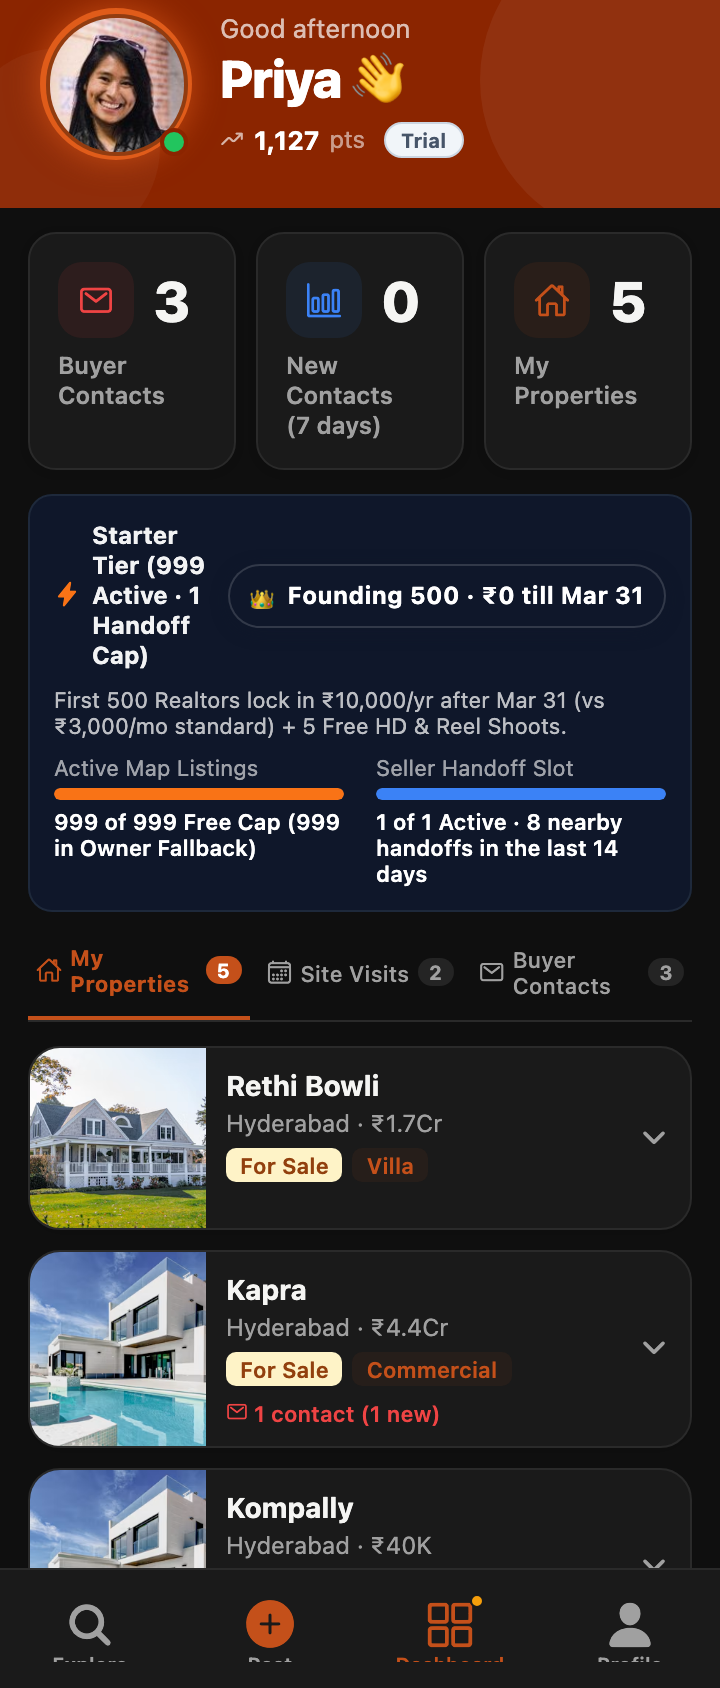 Good afternoon
Priya 👋
1,127 pts Trial
3
Buyer
Contacts
0
New
Contacts
(7 days)
5
My
Properties
Starter
Tier (999
Active · 1
Handoff
Cap)
👑 Founding 500 · ₹0 till Mar 31
First 500 Realtors lock in ₹10,000/yr after Mar 31 (vs
₹3,000/mo standard) + 5 Free HD & Reel Shoots.
Active Map Listings
999 of 999 Free Cap (999
in Owner Fallback)
Seller Handoff Slot
1 of 1 Active · 8 nearby
handoffs in the last 14
days
My
Properties
5
Site Visits 2
Buyer
Contacts
3
Rethi Bowli
Hyderabad · ₹1.7Cr
For Sale Villa
Kapra
Hyderabad · ₹4.4Cr
For Sale Commercial
1 contact (1 new)
Kompally
Hyderabad · ₹40K
Explore
Post
Dashboard
Profile